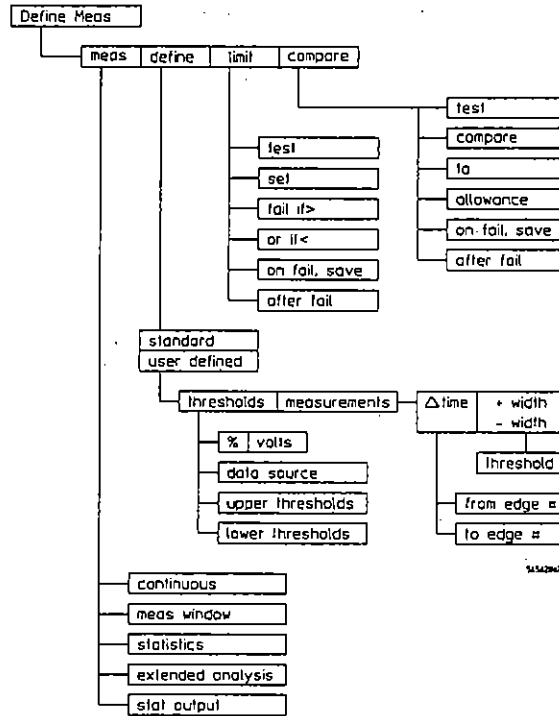 Define Meas
meas define limit compare
test
compare
to
allowance
on fail, save
after fail
test
set
fail if>
or if<
on fail, save
after fail
standard
user defined
thresholds measurements
△time + width
- width
threshold
from edge #
to edge #
% volts
data source
upper thresholds
lower thresholds
continuous
meas window
statistics
extended analysis
stat output